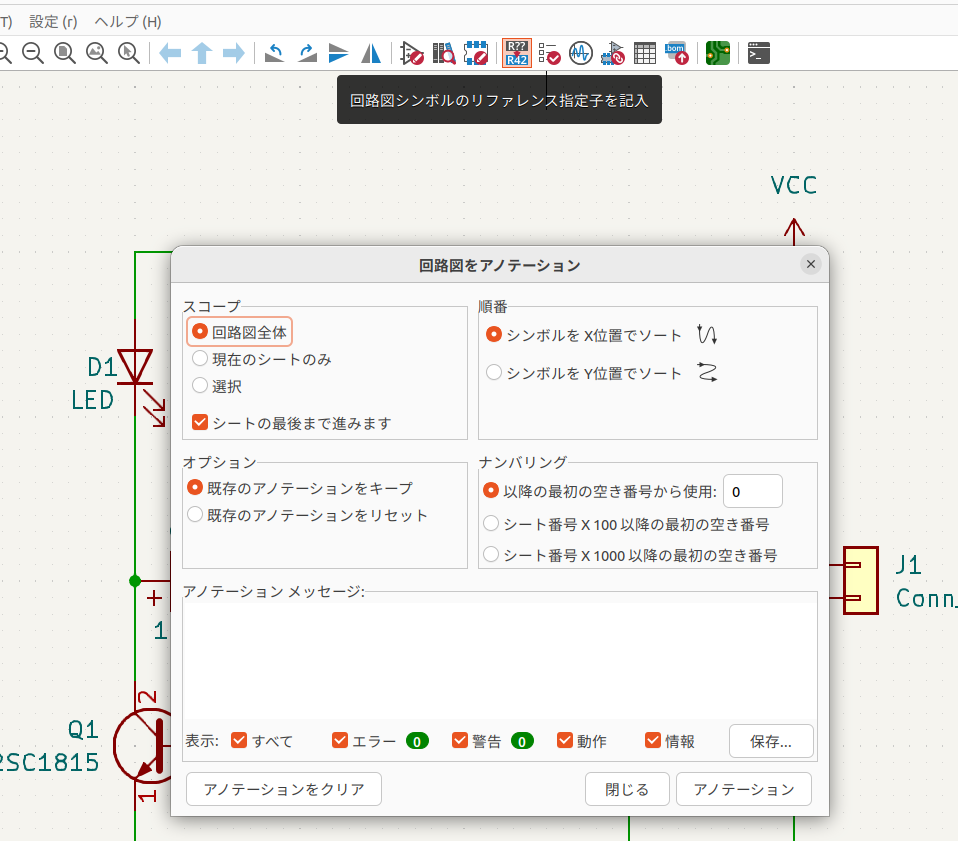 T) 設定 (r) ヘルプ (H)
R??
R42
bom
>_
回路図シンボルのリファレンス指定子を記入
VCC
回路図をアノテーション
スコープ
回路図全体
現在のシートのみ
選択
シートの最後まで進みます
順番
シンボルを X位置でソート
シンボルを Y位置でソート
D1
LED
オプション
既存のアノテーションをキープ
既存のアノテーションをリセット
ナンバリング
以降の最初の空き番号から使用: 0
シート番号 X 100 以降の最初の空き番号
シート番号 X 1000 以降の最初の空き番号
J1
Conn_
+
1
アノテーション メッセージ:
2
Q1
2SC1815
1
表示: すべて エラー 0 警告 0 動作 情報 保存...
アノテーションをクリア 閉じる アノテーション